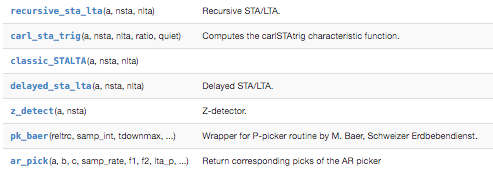 recursive_sta_lta(a, nsta, nlta) Recursive STA/LTA.
carl_sta_trig(a, nsta, nlta, ratio, quiet) Computes the carlSTAtrig characteristic function.
classic_STALTA(a, nsta, nlta)
delayed_sta_lta(a, nsta, nlta) Delayed STA/LTA.
z_detect(a, nsta) Z-detector.
pk_baer(reltrc, samp_int, tdownmax, ...) Wrapper for P-picker routine by M. Baer, Schweizer Erdbebendienst.
ar_pick(a, b, c, samp_rate, f1, f2, lta_p, ...) Return corresponding picks of the AR picker